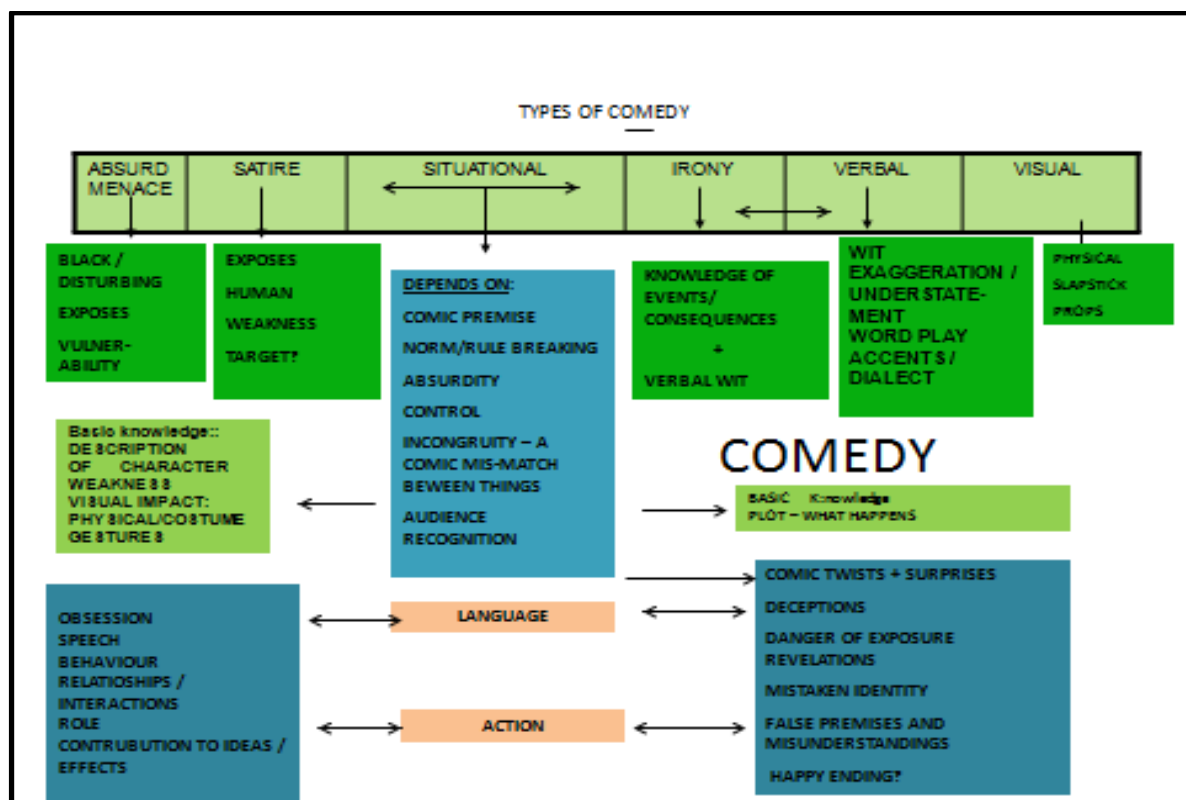 TYPES OF COMEDY
ABSURD
MENACE
SATIRE
SITUATIONAL
IRONY
VERBAL
VISUAL
BLACK /
DISTURBING
EXPOSES
VULNER-
ABILITY
EXPOSES
HUMAN
WEAKNESS
TARGET?
DEPENDS ON:
COMIC PREMISE
NORM/RULE BREAKING
ABSURDITY
CONTROL
INCONGRUITY – A
COMIC MIS-MATCH
BEWEEN THINGS
AUDIENCE
RECOGNITION
KNOWLEDGE OF
EVENTS/
CONSEQUENCES
+
VERBAL WIT
WIT
EXAGGERATION /
UNDERSTATE-
MENT
WORD PLAY
ACCENTS /
DIALECT
PHYSICAL
SLAPSTICK
PROPS
Basic knowledge::
DESCRIPTION
OF CHARACTER
WEAKNESS
VISUAL IMPACT:
PHYSICAL/COSTUME
GESTURES
COMEDY
BASIC K:nowledge
PLOT – WHAT HAPPENS
OBSESSION
SPEECH
BEHAVIOUR
RELATIOSHIPS /
INTERACTIONS
ROLE
CONTRUBUTION TO IDEAS /
EFFECTS
LANGUAGE
ACTION
COMIC TWISTS + SURPRISES
DECEPTIONS
DANGER OF EXPOSURE
REVELATIONS
MISTAKEN IDENTITY
FALSE PREMISES AND
MISUNDERSTANDINGS
HAPPY ENDING?